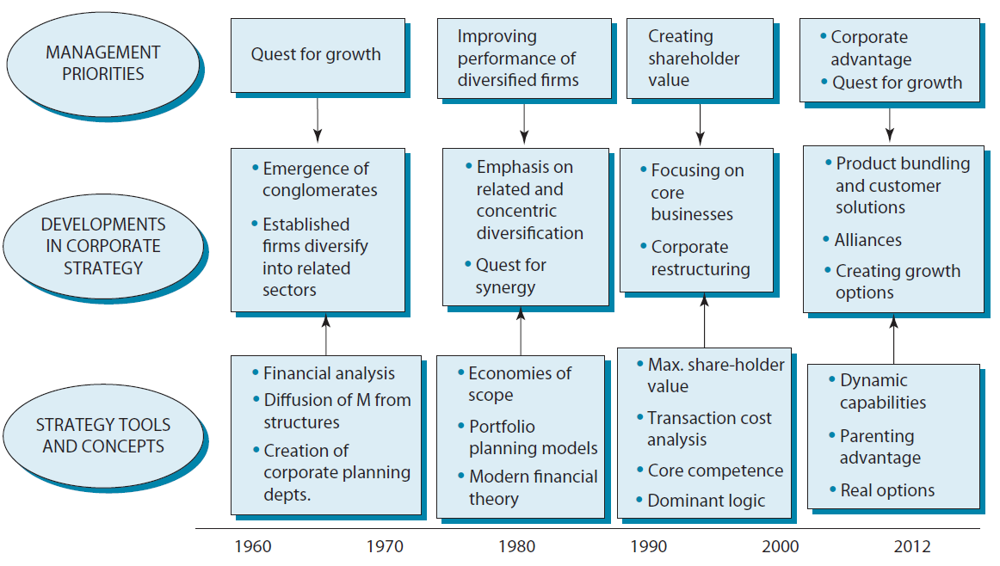 MANAGEMENT
PRIORITIES
Quest for growth
Improving
performance of
diversified firms
Creating
shareholder
value
• Corporate
advantage
• Quest for growth
DEVELOPMENTS
IN CORPORATE
STRATEGY
• Emergence of
conglomerates
• Established
firms diversify
into related
sectors
• Emphasis on
related and
concentric
diversification
• Quest for
synergy
• Focusing on
core
businesses
• Corporate
restructuring
• Product bundling
and customer
solutions
• Alliances
• Creating growth
options
STRATEGY TOOLS
AND CONCEPTS
• Financial analysis
• Diffusion of M from
structures
• Creation of
corporate planning
depts.
• Economies of
scope
• Portfolio
planning models
• Modern financial
theory
• Max. share-holder
value
• Transaction cost
analysis
• Core competence
• Dominant logic
• Dynamic
capabilities
• Parenting
advantage
• Real options
1960 1970 1980 1990 2000 2012